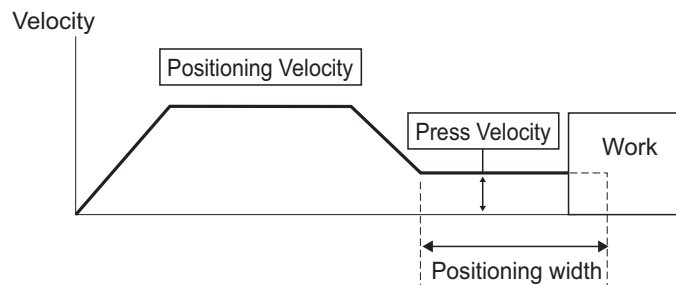 Velocity
Positioning Velocity
Press Velocity
Work
Positioning width